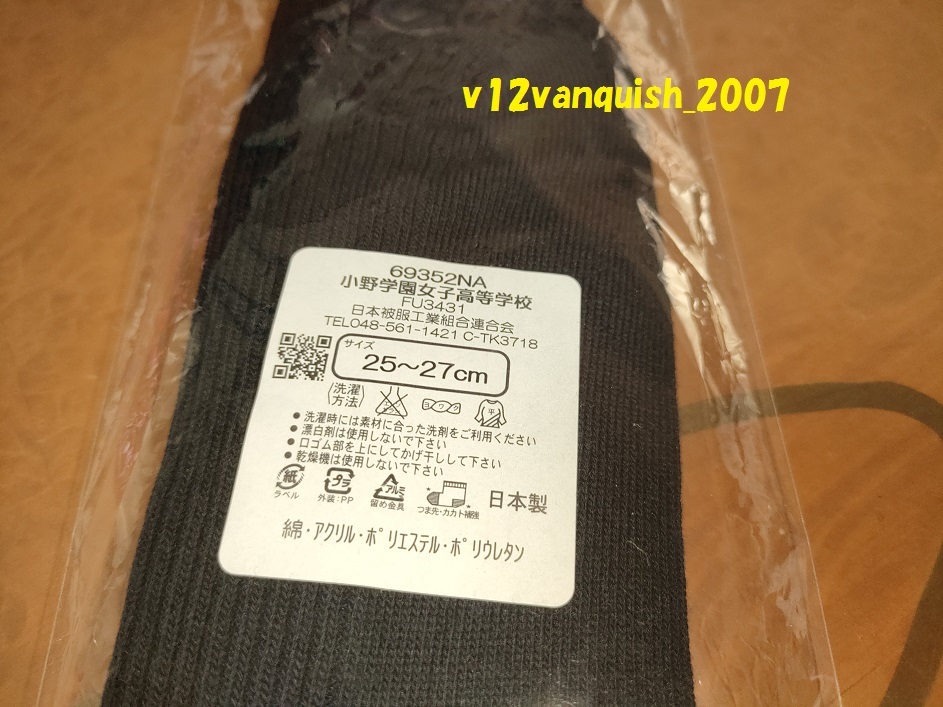 v12vanquish_2007
69352NA
小野学園女子高等学校
FU3431
日本被服工業組合連合会
TEL048-561-1421 C-TK3718
サイズ
25～27cm
(洗濯方法)
ヨワク
平
● 洗濯時には素材に合った洗剤をご利用ください
● 漂白剤は使用しないで下さい
● 口ゴム部を上にしてかげ干しして下さい
● 乾燥機は使用しないで下さい
紙 プラ アルミ
ラベル 外装:PP 留め金具 つま先・カカト補強 日本製
綿・アクリル・ポリエステル・ポリウレタン